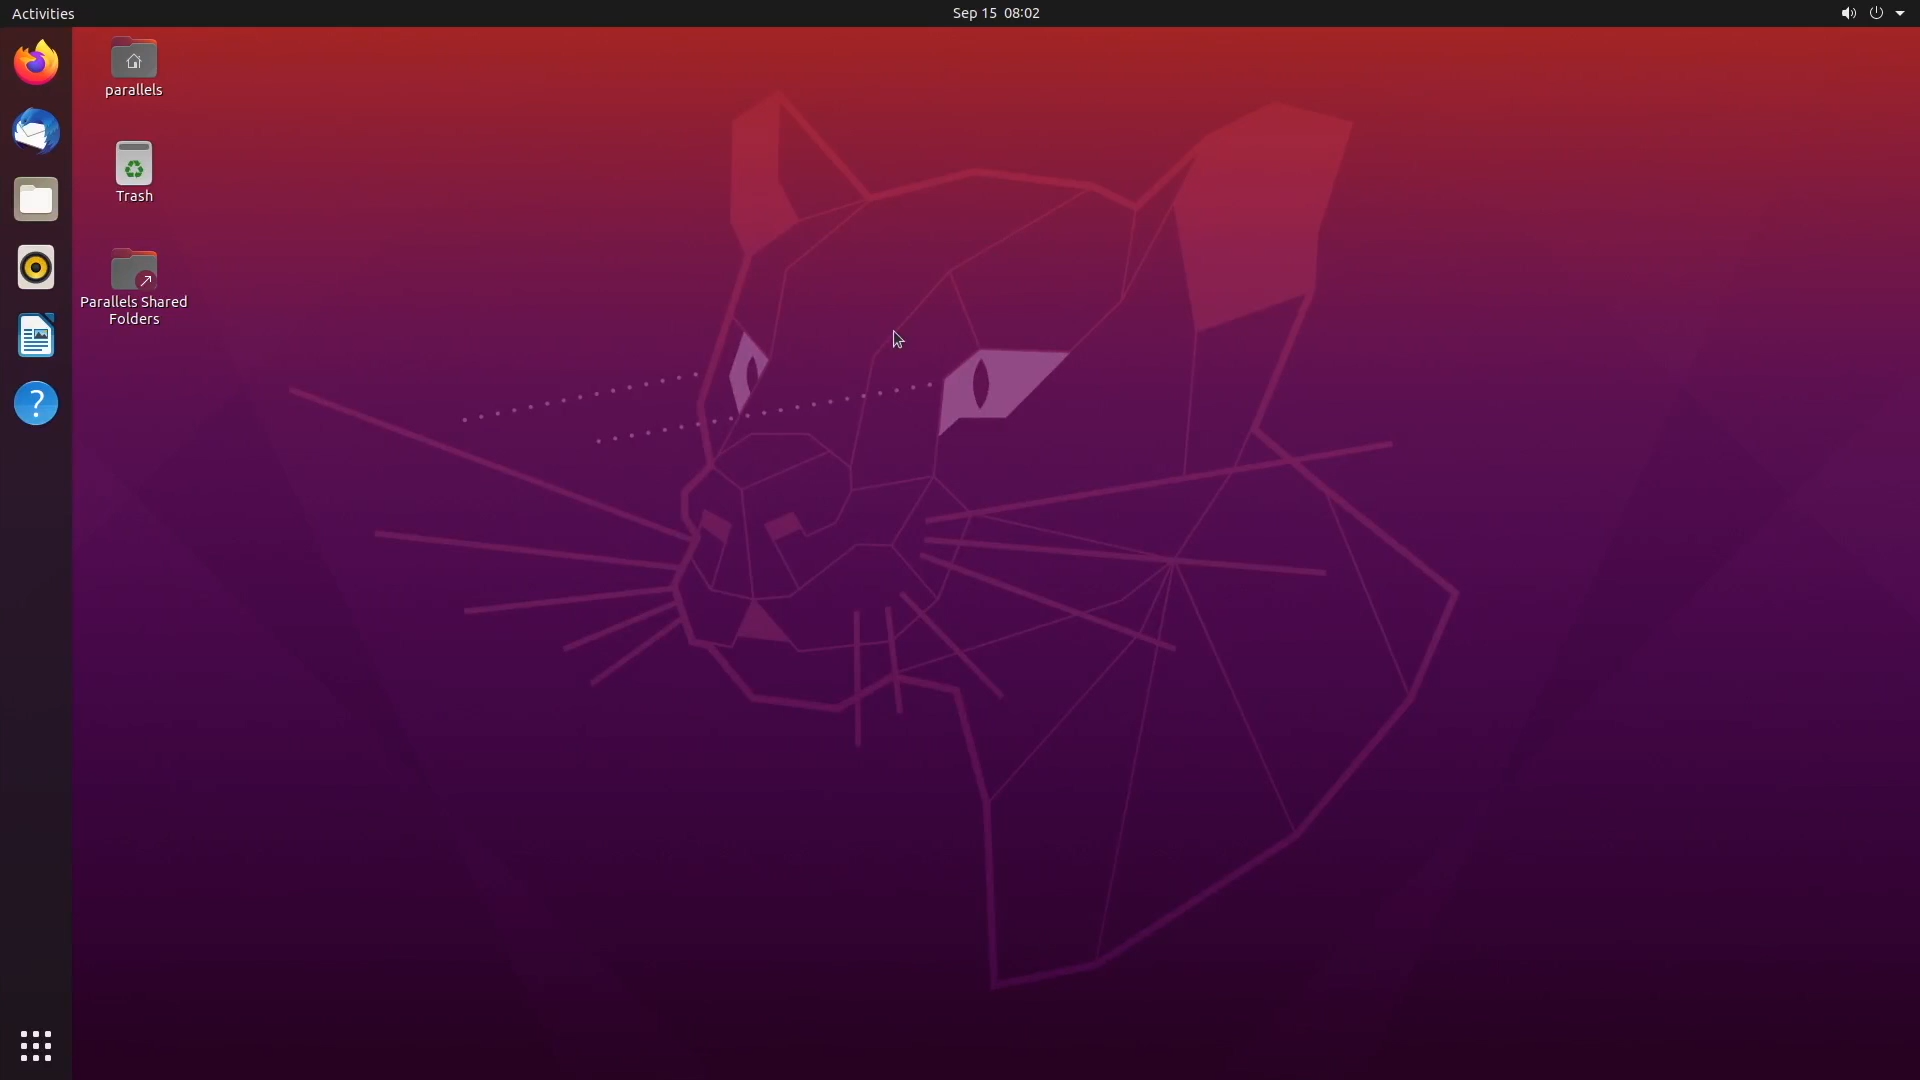 Activities
Sep 15 08:02
parallels
Trash
Parallels Shared
Folders
?